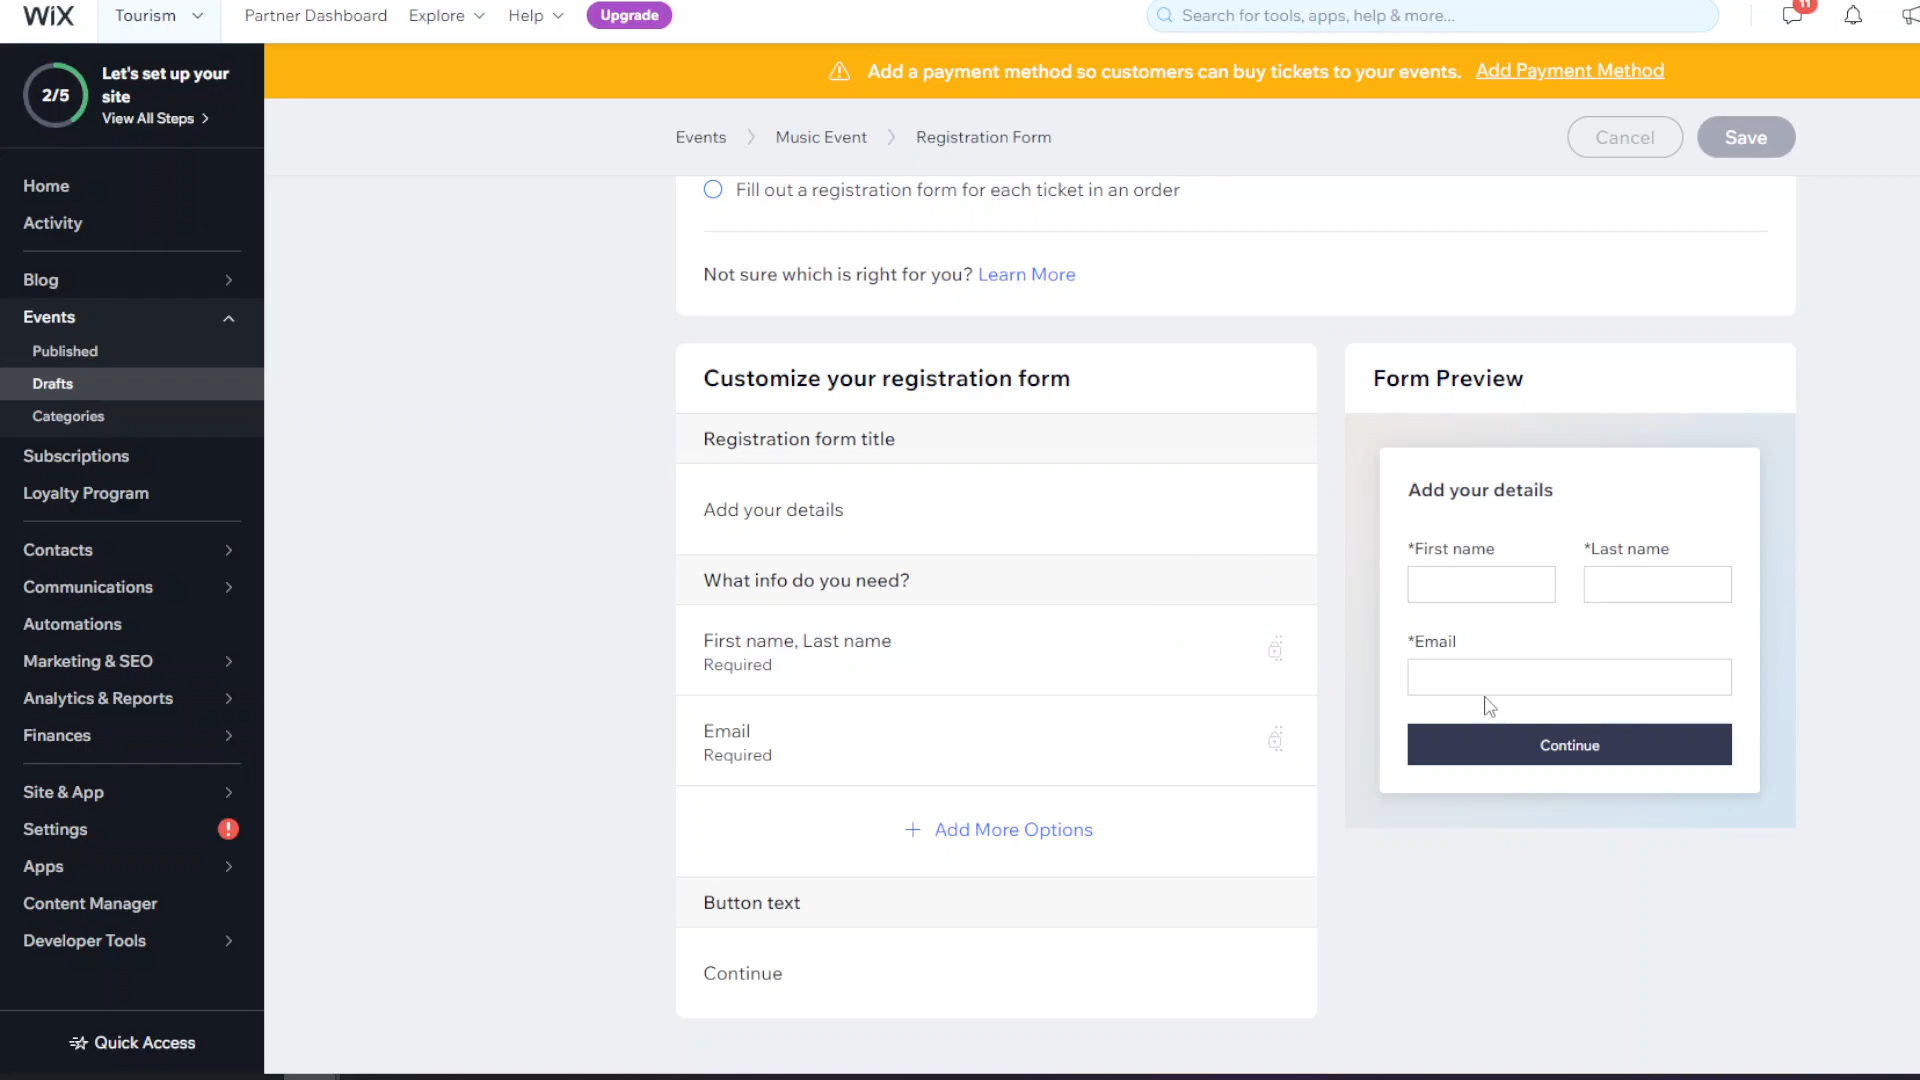 WiX
Tourism
Partner Dashboard
Explore
Help
Upgrade
Search for tools, apps, help & more...
11
2/5
Let's set up your
site
View All Steps
Add a payment method so customers can buy tickets to your events. Add Payment Method
Events
Music Event
Registration Form
Cancel
Save
Home
Activity
Blog
Events
Published
Drafts
Categories
Subscriptions
Loyalty Program
Contacts
Communications
Automations
Marketing & SEO
Analytics & Reports
Finances
Site & App
Settings
!
Apps
Content Manager
Developer Tools
Quick Access
Fill out a registration form for each ticket in an order
Not sure which is right for you? Learn More
Customize your registration form
Registration form title
Add your details
What info do you need?
First name, Last name
Required
Email
Required
+ Add More Options
Button text
Continue
Form Preview
Add your details
*First name
*Last name
*Email
Continue